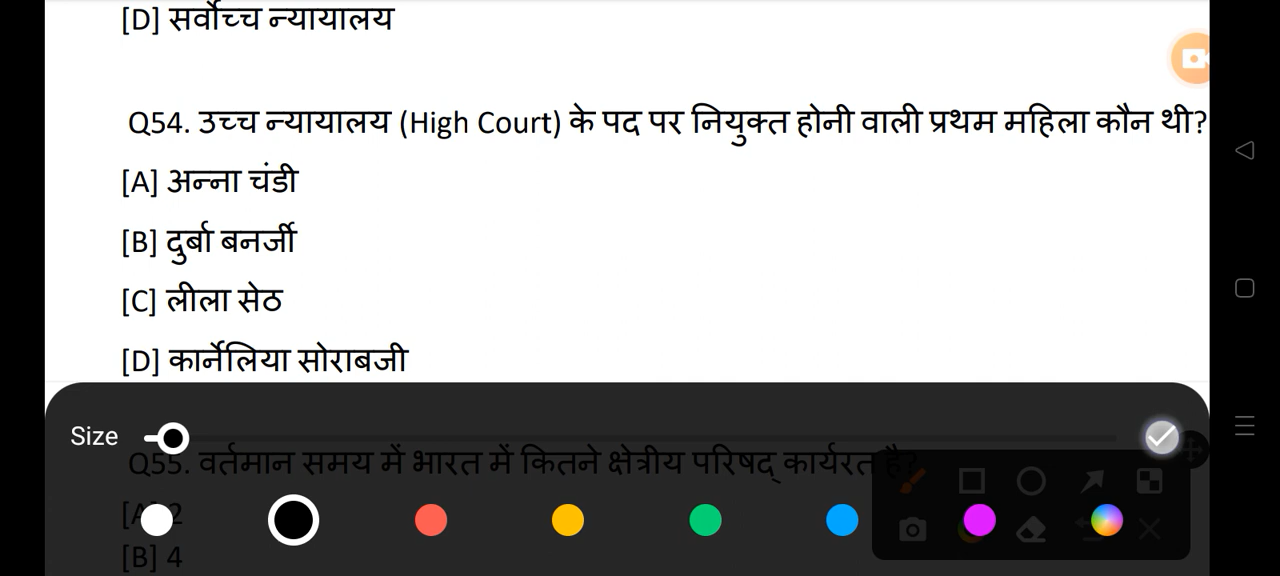 [D] सर्वोच्च न्यायालय
Q54. उच्च न्यायालय (High Court) के पद पर नियुक्त होनी वाली प्रथम महिला कौन थी?
[A] अन्ना चंडी
[B] दुर्बा बनर्जी
[C] लीला सेठ
[D] कार्नेलिया सोराबजी
Size
Q55. वर्तमान समय में भारत में कितने क्षेत्रीय परिषद् कार्यरत है?
[A] 2
[B] 4